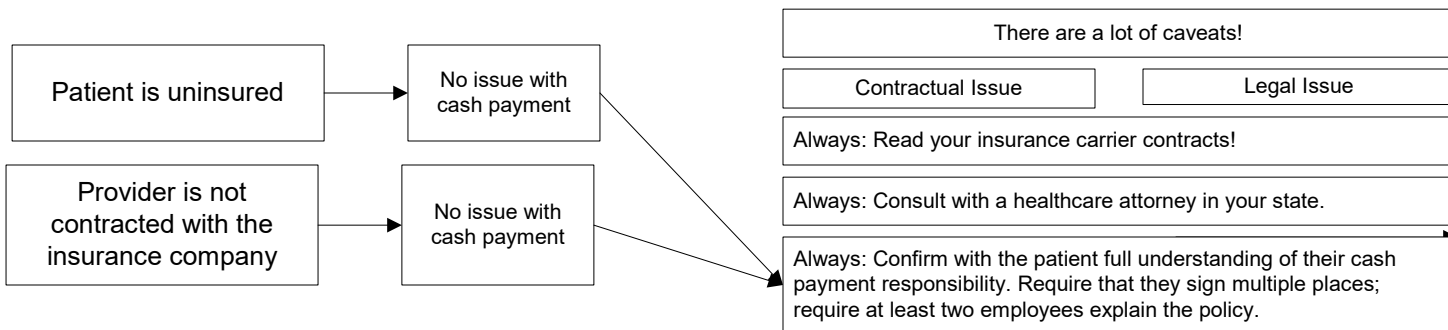 Patient is uninsured
No issue with
cash payment
Provider is not
contracted with the
insurance company
No issue with
cash payment
There are a lot of caveats!
Contractual Issue
Legal Issue
Always: Read your insurance carrier contracts!
Always: Consult with a healthcare attorney in your state.
Always: Confirm with the patient full understanding of their cash
payment responsibility. Require that they sign multiple places;
require at least two employees explain the policy.